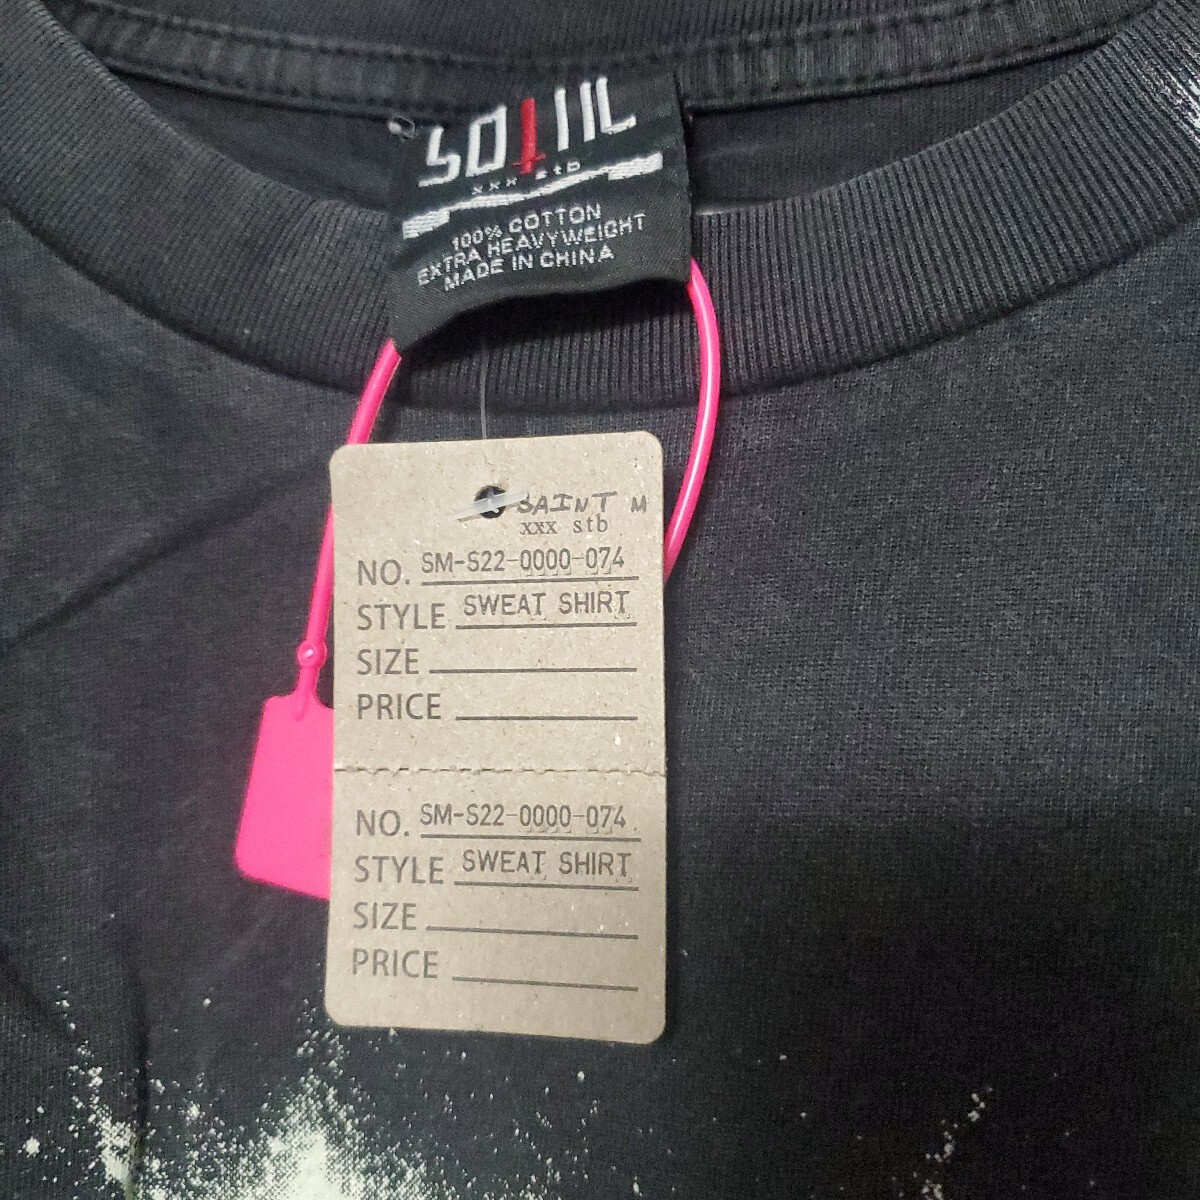 xxx stb
100% COTTON
EXTRA HEAVYWEIGHT
MADE IN CHINA
SAINT M
xxx stb
NO. SM-S22-0000-074
STYLE SWEAT SHIRT
SIZE
PRICE
NO. SM-S22-0000-074
STYLE SWEAT SHIRT
SIZE
PRICE